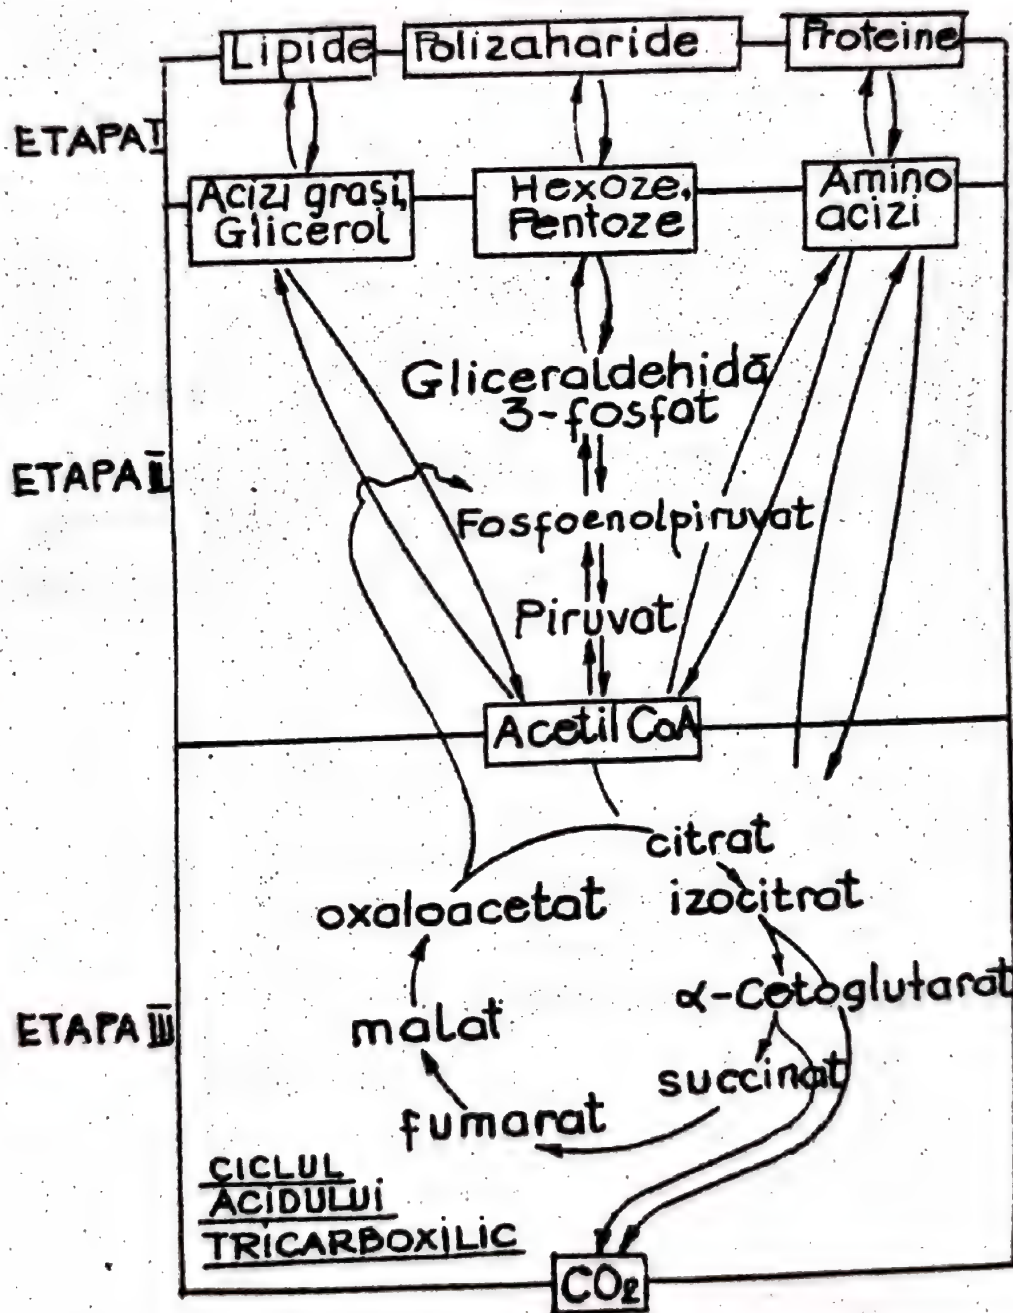 Lipide Polizaharide Proteine
ETAPA I
Acizi grași, Hexoze, Amino
Glicerol Pentoze acizi
Gliceraldehidă
3-fosfat
ETAPA II
Fosfoenolpiruvat
Piruvat
Acetil CoA
citrat
oxaloacetat izocitrat
α-Cetoglutarat
ETAPA III
malat
succinat
fumarat
CICLUL
ACIDULUI
TRICARBOXILIC
CO₂